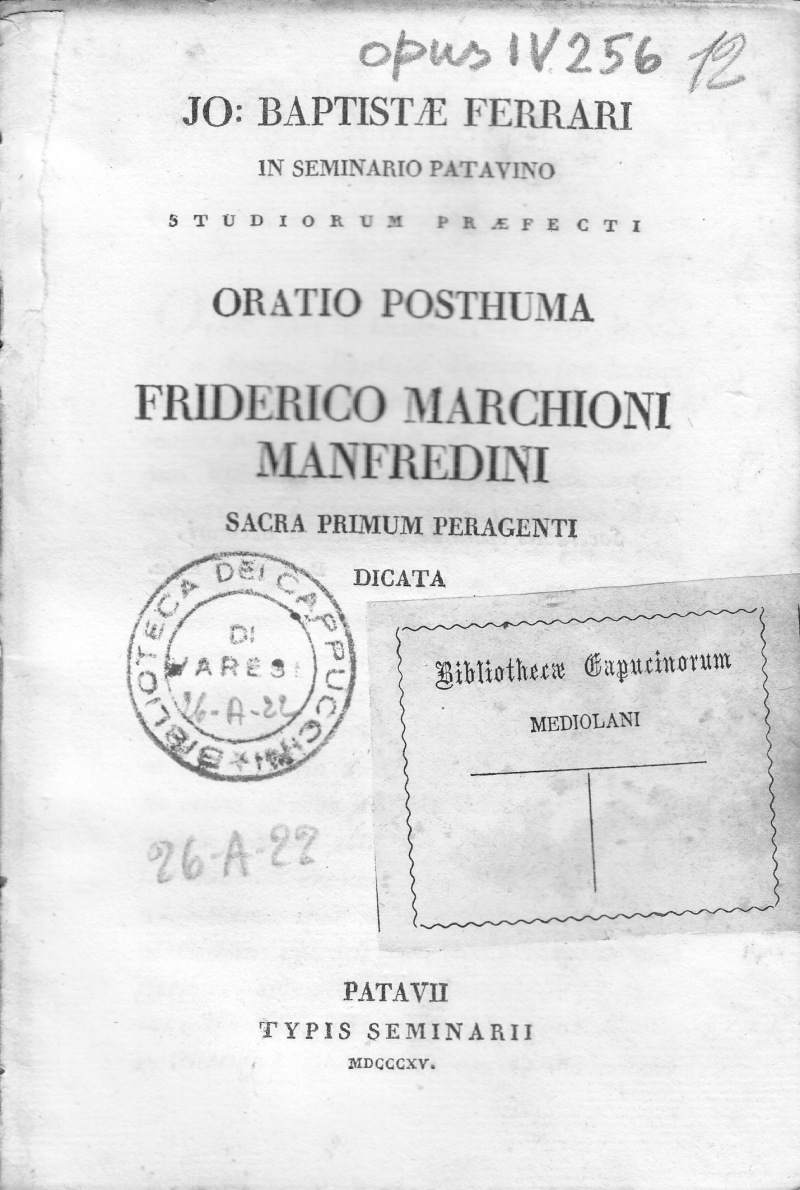 opus IV 256 12
JO: BAPTISTÆ FERRARI
IN SEMINARIO PATAVINO
STUDIORUM PRÆFECTI
ORATIO POSTHUMA
FRIDERICO MARCHIONI
MANFREDINI
SACRA PRIMUM PERAGENTI
DICATA
BIBLIOTECA DEI CAPPUCCINI
DI
VARESE
26-A-22
Bibliothecæ Capucinorum
MEDIOLANI
26-A-22
PATAVII
TYPIS SEMINARII
MDCCCXV.